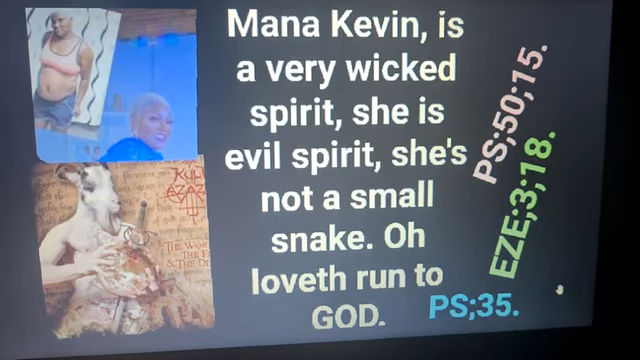 Mana Kevin, is
a very wicked
spirit, she is
evil spirit, she's
not a small
snake. Oh
loveth run to
GOD.
PS;50;15.
EZE;3;18.
PS;35.